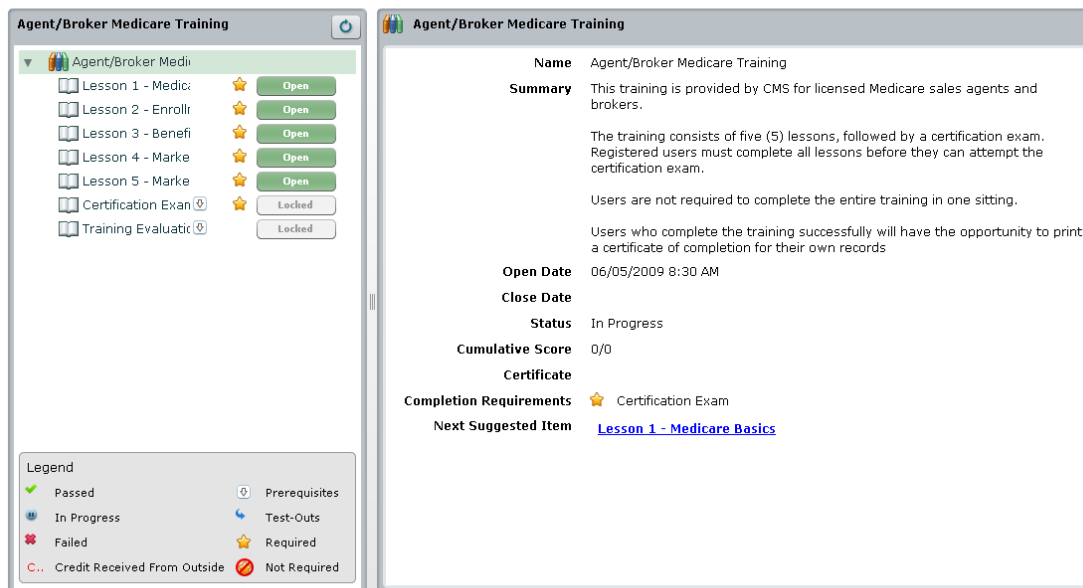 Agent/Broker Medicare Training
Agent/Broker Medi
Lesson 1 - Medica
Open
Lesson 2 - Enrollr
Open
Lesson 3 - Benefi
Open
Lesson 4 - Marke
Open
Lesson 5 - Marke
Open
Certification Exan
Locked
Training Evaluatic
Locked
Legend
Passed
Prerequisites
In Progress
Test-Outs
Failed
Required
C.. Credit Received From Outside
Not Required
Agent/Broker Medicare Training
Name Agent/Broker Medicare Training
Summary This training is provided by CMS for licensed Medicare sales agents and
brokers.
The training consists of five (5) lessons, followed by a certification exam.
Registered users must complete all lessons before they can attempt the
certification exam.
Users are not required to complete the entire training in one sitting.
Users who complete the training successfully will have the opportunity to print
a certificate of completion for their own records
Open Date 06/05/2009 8:30 AM
Close Date
Status In Progress
Cumulative Score 0/0
Certificate
Completion Requirements Certification Exam
Next Suggested Item Lesson 1 - Medicare Basics